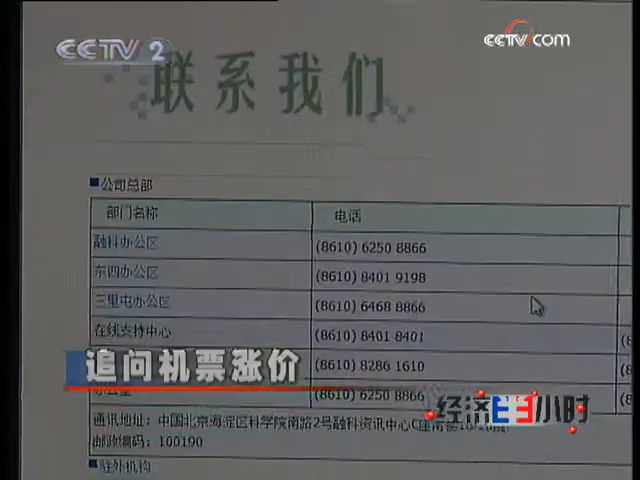 CCTV 2
CCTV.com
联系我们
公司总部
部门名称 电话
融科办公区 (8610) 6250 8866
东四办公区 (8610) 8401 9198
三里屯办公区 (8610) 6468 8866
在线支持中心 (8610) 8401 8401
追问机票涨价 (8610) 8286 1610
(8610) 6250 8866
经济半小时
通讯地址：中国北京海淀区科学院南路2号融科资讯中心C座南楼
邮政编码：100190
驻外机构